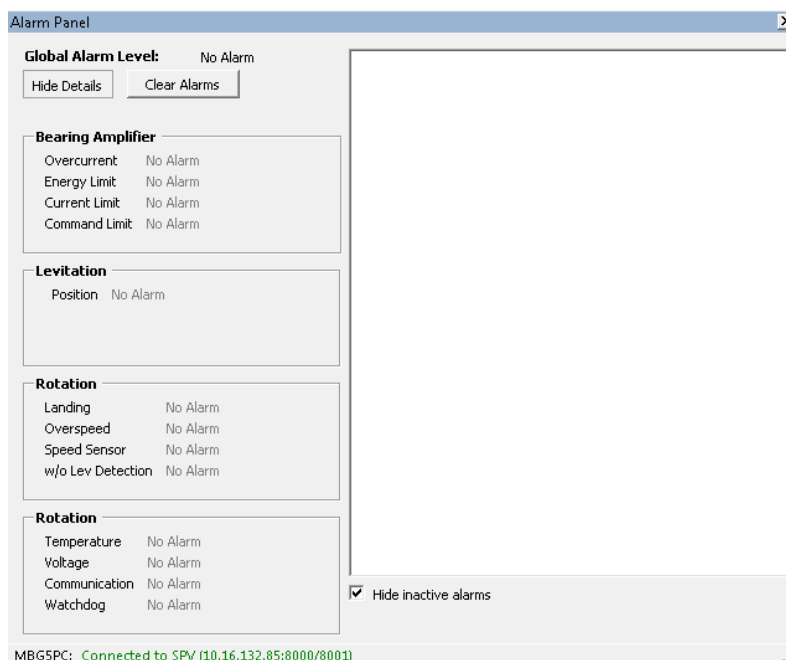 Alarm Panel
Global Alarm Level: No Alarm
Hide Details Clear Alarms
Bearing Amplifier
Overcurrent No Alarm
Energy Limit No Alarm
Current Limit No Alarm
Command Limit No Alarm
Levitation
Position No Alarm
Rotation
Landing No Alarm
Overspeed No Alarm
Speed Sensor No Alarm
w/o Lev Detection No Alarm
Rotation
Temperature No Alarm
Voltage No Alarm
Communication No Alarm
Watchdog No Alarm
Hide inactive alarms
MBG5PC: Connected to SPV (10.16.132.85:8000/8001)